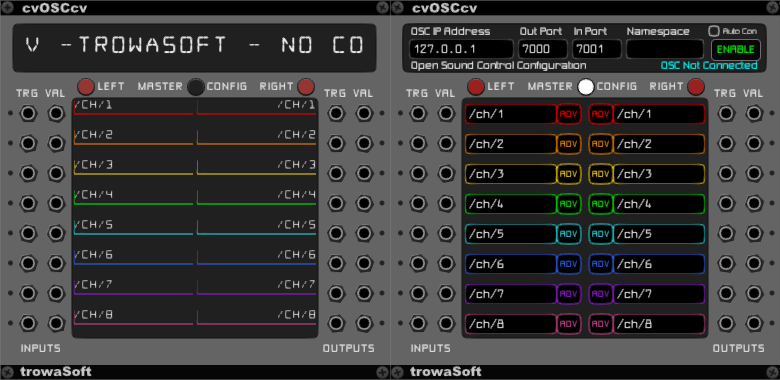 cvOSCcv
V - TROWASOFT - NO CO
LEFT MASTER CONFIG RIGHT
TRG VAL TRG VAL
/CH/1 /CH/1
/CH/2 /CH/2
/CH/3 /CH/3
/CH/4 /CH/4
/CH/5 /CH/5
/CH/6 /CH/6
/CH/7 /CH/7
/CH/8 /CH/8
INPUTS OUTPUTS
trowaSoft
cvOSCcv
OSC IP Address Out Port In Port Namespace Auto Con
127.0.0.1 7000 7001 ENABLE
Open Sound Control Configuration OSC Not Connected
LEFT MASTER CONFIG RIGHT
TRG VAL TRG VAL
/ch/1 ADV ADV /ch/1
/ch/2 ADV ADV /ch/2
/ch/3 ADV ADV /ch/3
/ch/4 ADV ADV /ch/4
/ch/5 ADV ADV /ch/5
/ch/6 ADV ADV /ch/6
/ch/7 ADV ADV /ch/7
/ch/8 ADV ADV /ch/8
INPUTS OUTPUTS
trowaSoft